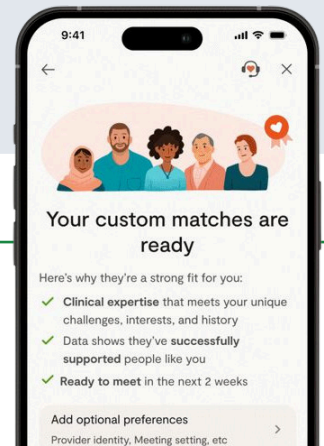 9:41
Your custom matches are
ready
Here's why they're a strong fit for you:
Clinical expertise that meets your unique
challenges, interests, and history
Data shows they've successfully
supported people like you
Ready to meet in the next 2 weeks
Add optional preferences
Provider identity, Meeting setting, etc